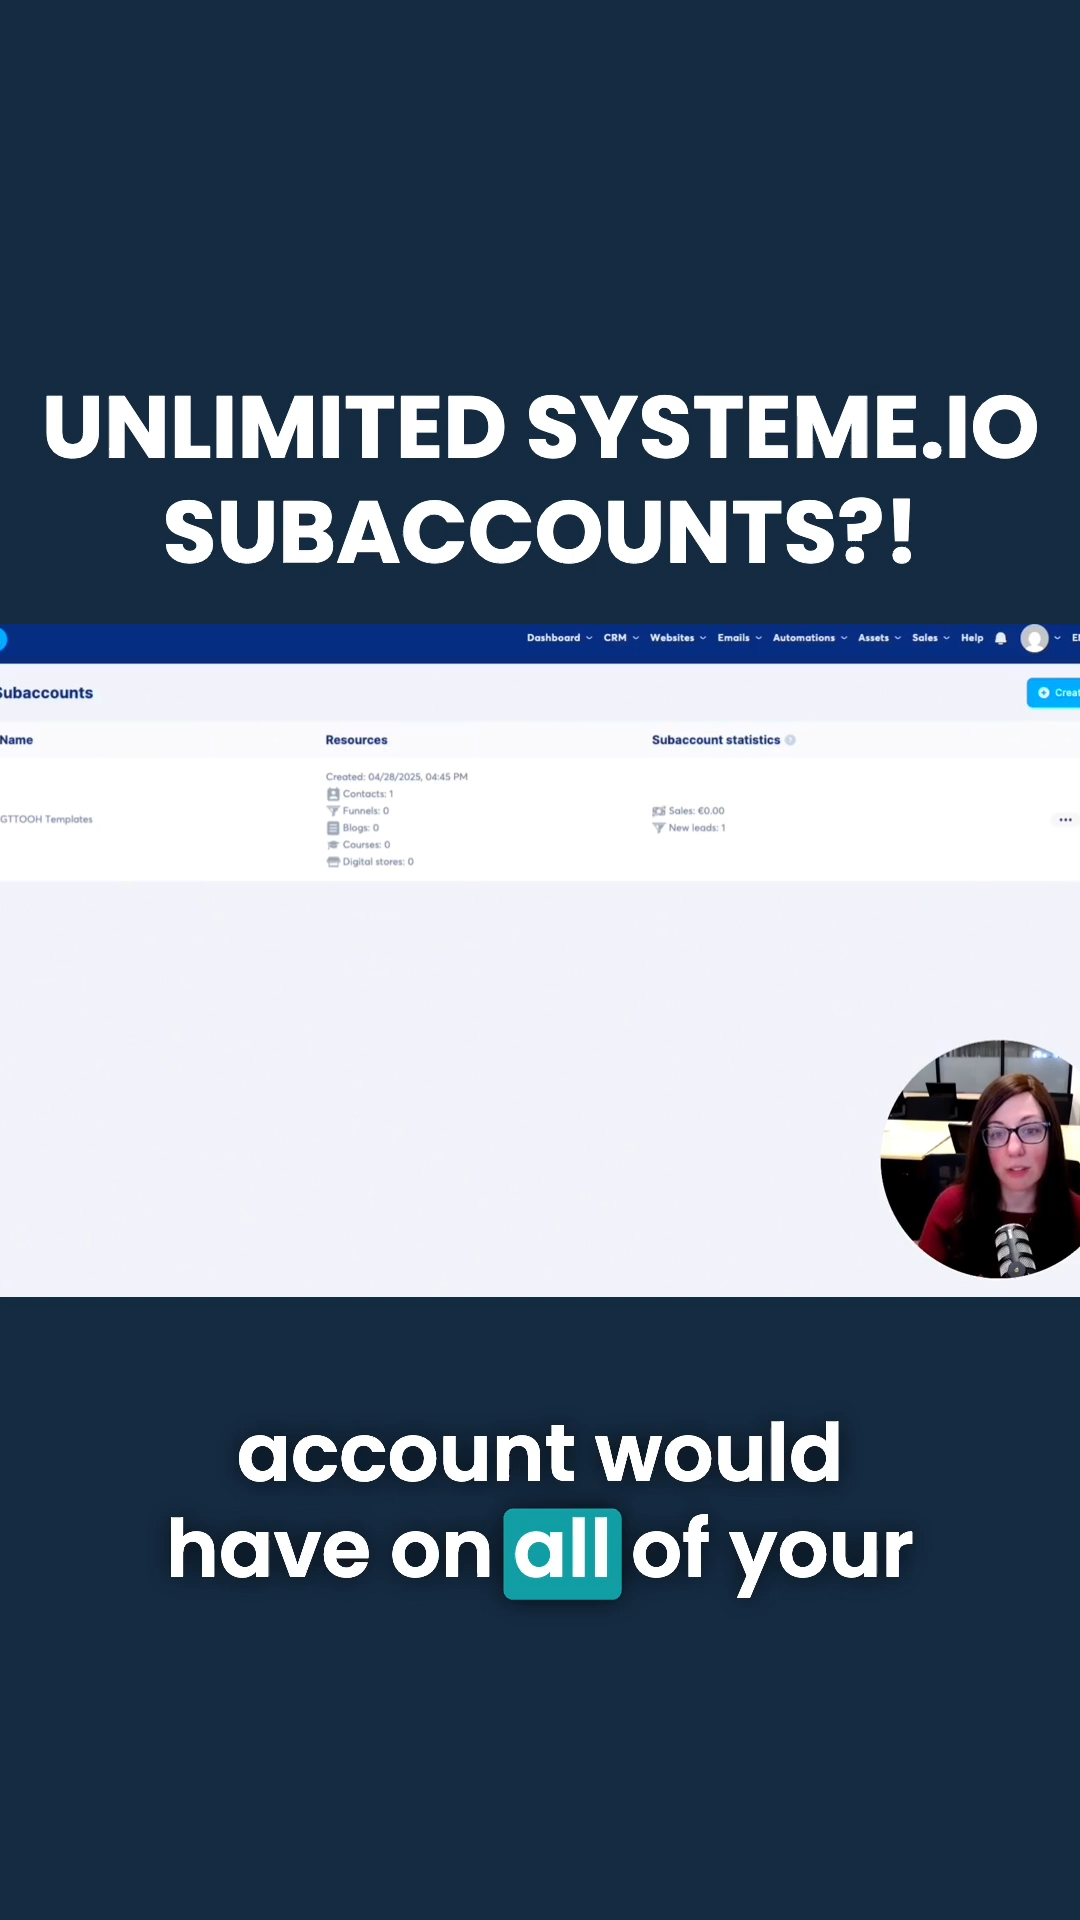 UNLIMITED SYSTEME.IO
SUBACCOUNTS?!
Dashboard CRM Websites Emails Automations Assets Sales Help
Subaccounts
Name Resources Subaccount statistics
Created: 04/28/2025, 04:45 PM
Contacts: 1
Funnels: 0
Blogs: 0
Courses: 0
Digital stores: 0
GTTOOH Templates
Sales: €0.00
New leads: 1
account would
have on all of your